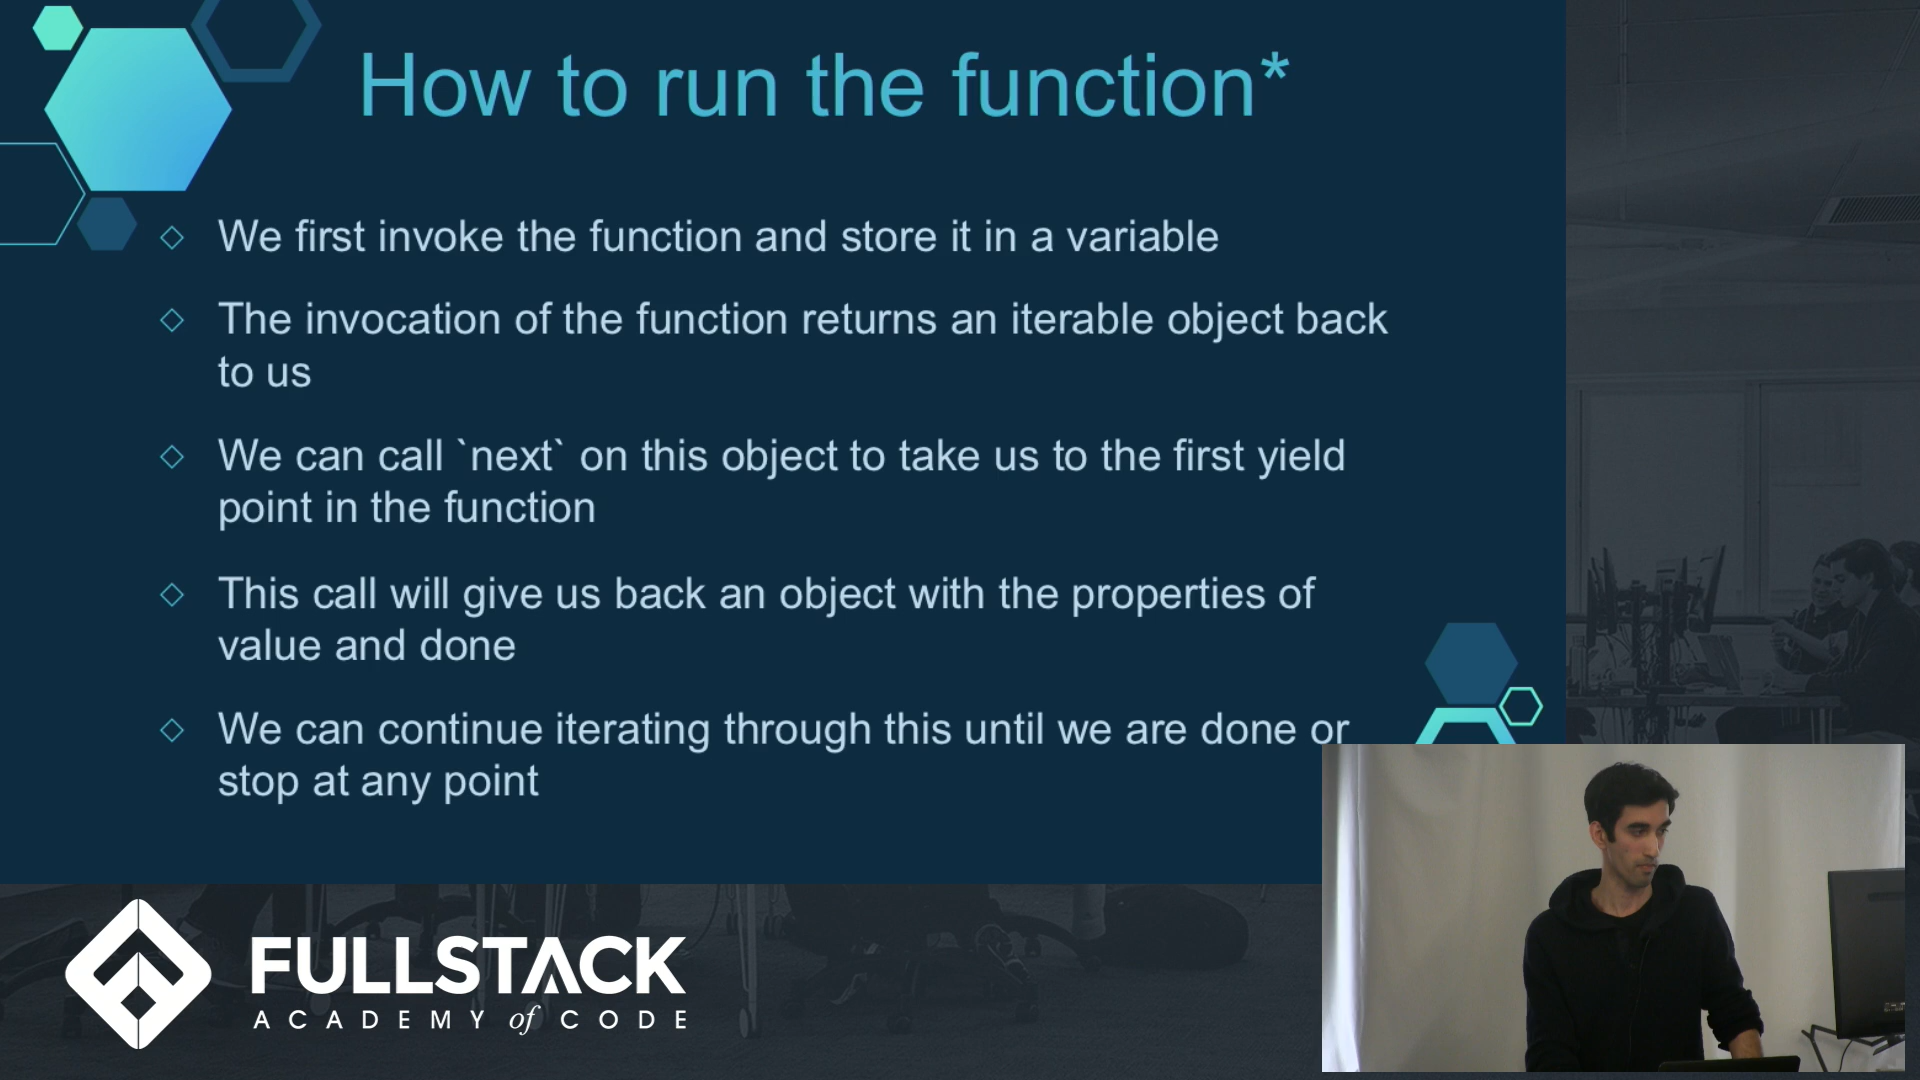 How to run the function*
We first invoke the function and store it in a variable
The invocation of the function returns an iterable object back
to us
We can call `next` on this object to take us to the first yield
point in the function
This call will give us back an object with the properties of
value and done
We can continue iterating through this until we are done or
stop at any point
FULLSTACK
ACADEMY of CODE